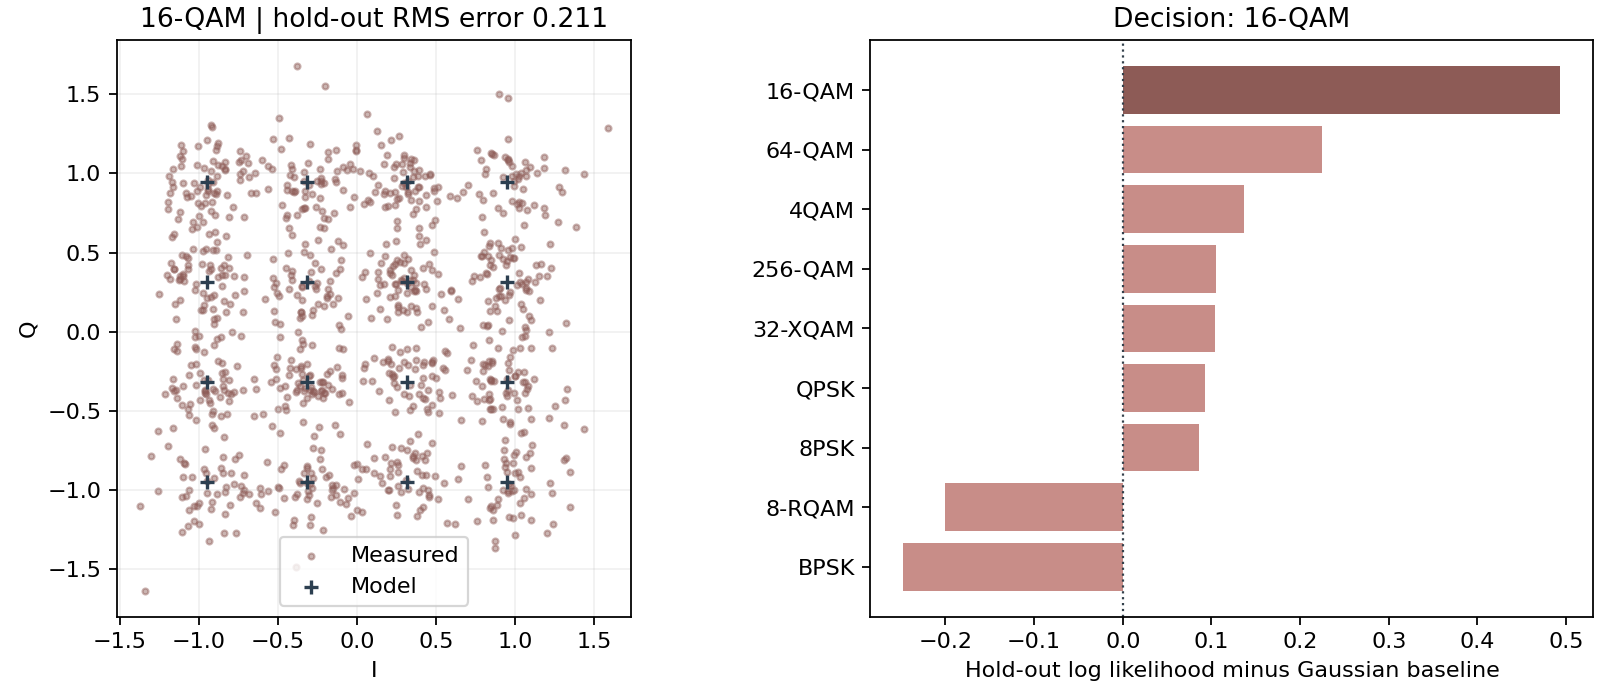 16-QAM | hold-out RMS error 0.211
1.5
1.0
0.5
0.0
−0.5
−1.0
−1.5
Q
Measured
Model
−1.5
−1.0
−0.5
0.0
0.5
1.0
1.5
I
Decision: 16-QAM
16-QAM
64-QAM
4QAM
256-QAM
32-XQAM
QPSK
8PSK
8-RQAM
BPSK
−0.2
−0.1
0.0
0.1
0.2
0.3
0.4
0.5
Hold-out log likelihood minus Gaussian baseline